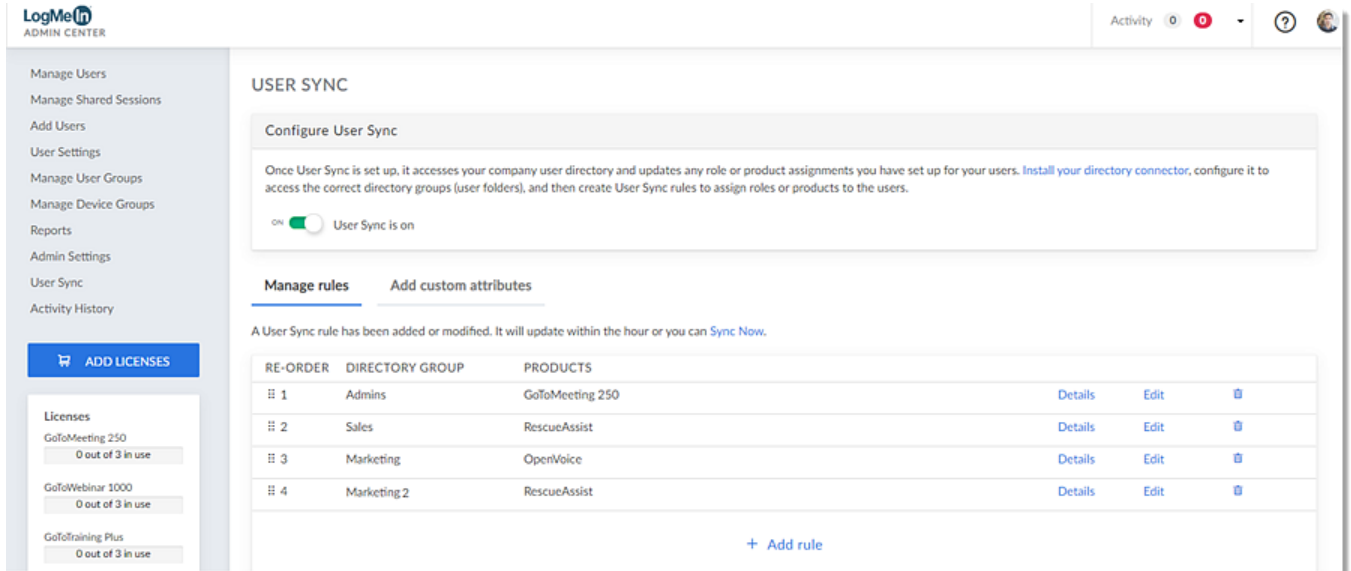 LogMeIn
ADMIN CENTER
Activity 0 0
Manage Users
Manage Shared Sessions
Add Users
User Settings
Manage User Groups
Manage Device Groups
Reports
Admin Settings
User Sync
Activity History
ADD LICENSES
Licenses
GoToMeeting 250
0 out of 3 in use
GoToWebinar 1000
0 out of 3 in use
GoToTraining Plus
0 out of 3 in use
USER SYNC
Configure User Sync
Once User Sync is set up, it accesses your company user directory and updates any role or product assignments you have set up for your users. Install your directory connector, configure it to
access the correct directory groups (user folders), and then create User Sync rules to assign roles or products to the users.
ON User Sync is on
Manage rules Add custom attributes
A User Sync rule has been added or modified. It will update within the hour or you can Sync Now.
RE-ORDER DIRECTORY GROUP PRODUCTS
1 Admins GoToMeeting 250 Details Edit
2 Sales RescueAssist Details Edit
3 Marketing OpenVoice Details Edit
4 Marketing 2 RescueAssist Details Edit
+ Add rule